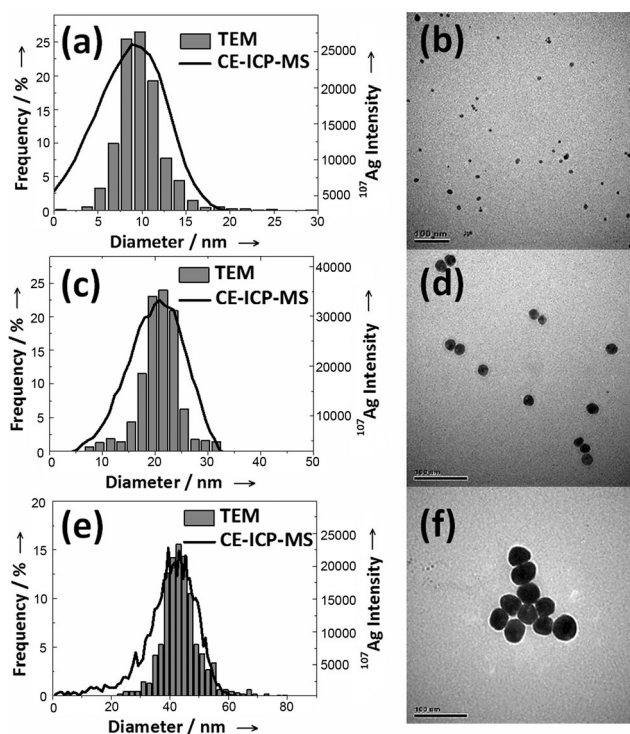 (a)
TEM
CE-ICP-MS
Frequency / % →
25
20
15
10
5
0
25000
20000
15000
10000
5000
107Ag Intensity →
0 5 10 15 20 25 30
Diameter / nm →
(b)
100 nm
(c)
TEM
CE-ICP-MS
Frequency / % →
25
20
15
10
5
0
40000
30000
20000
10000
107Ag Intensity →
0 10 20 30 40 50
Diameter / nm →
(d)
100 nm
(e)
TEM
CE-ICP-MS
Frequency / % →
20
15
10
5
0
25000
20000
15000
10000
5000
107Ag Intensity →
0 20 40 60 80
Diameter / nm →
(f)
100 nm